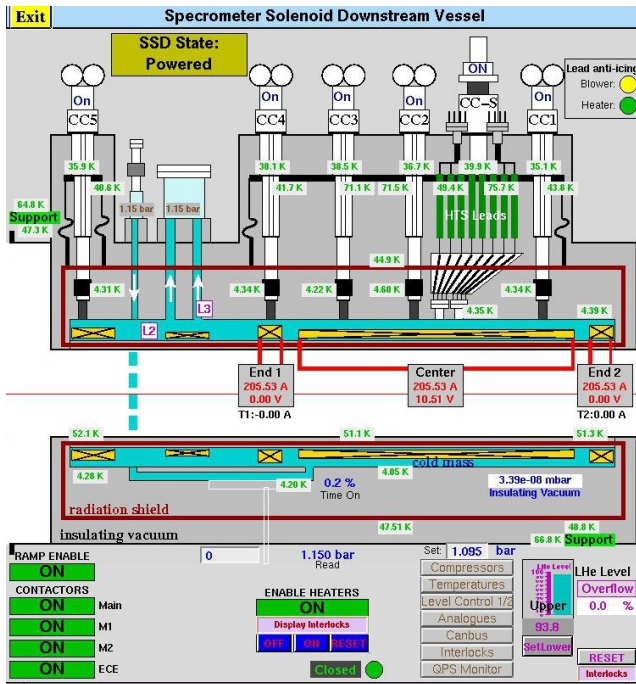 Exit
Specrometer Solenoid Downstream Vessel
SSD State:
Powered
ON
Lead anti-icing
Blower:
Heater:
On
On
On
On
On
CC5
CC4
CC3
CC2
CC-S
CC1
35.9 K
38.1 K
38.5 K
36.7 K
39.9 K
35.1 K
40.6 K
41.7 K
71.1 K
71.5 K
49.4 K
75.7 K
43.8 K
64.8 K
Support
47.3 K
1.15 bar
1.15 bar
HTS Leads
44.9 K
4.31 K
4.34 K
4.22 K
4.60 K
4.35 K
4.34 K
4.39 K
L3
L2
End 1
205.53 A
0.00 V
Center
205.53 A
10.51 V
End 2
205.53 A
0.00 V
T1:-0.00 A
T2:0.00 A
52.1 K
51.1 K
51.3 K
4.28 K
4.20 K
4.05 K
cold mass
0.2 %
Time On
3.39e-08 mbar
Insulating Vacuum
radiation shield
47.51 K
48.8 K
insulating vacuum
66.8 K
Support
RAMP ENABLE
ON
0
1.150 bar
Read
Set:
1.095
bar
CONTACTORS
ON
Main
ON
M1
ON
M2
ON
ECE
ENABLE HEATERS
ON
Display Interlocks
OFF
ON
RESET
Closed
Compressors
Temperatures
Level Control 1/2
Analogues
Canbus
Interlocks
QPS Monitor
LHe Level
100
Upper
93.8
SetLower
LHe Level
Overflow
0.0 %
RESET
Interlocks